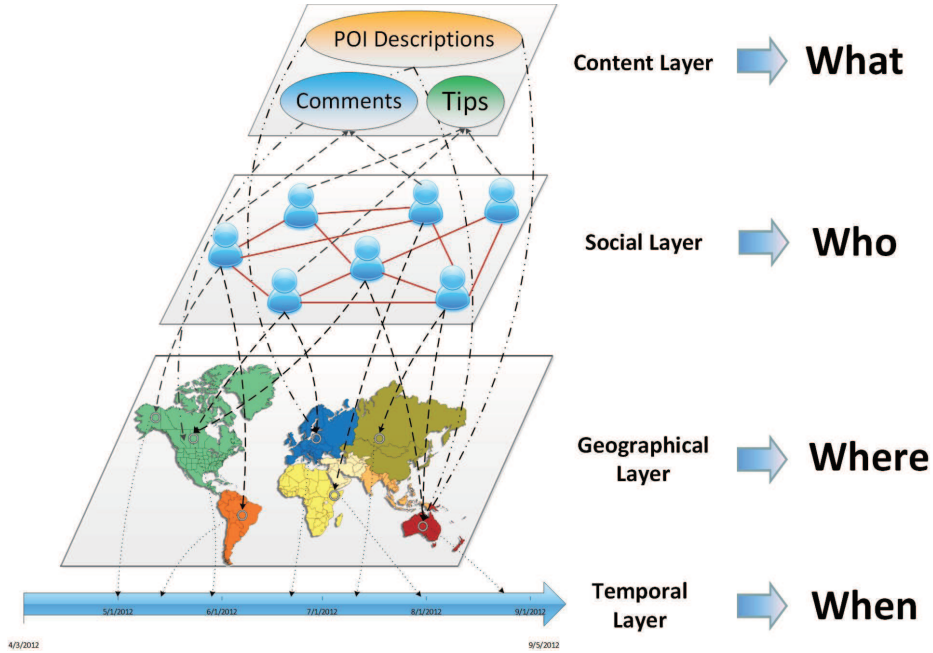 POI Descriptions
Comments
Tips
Content Layer
What
Social Layer
Who
Geographical
Layer
Where
Temporal
Layer
When
5/1/2012
6/1/2012
7/1/2012
8/1/2012
9/1/2012
4/3/2012
9/5/2012